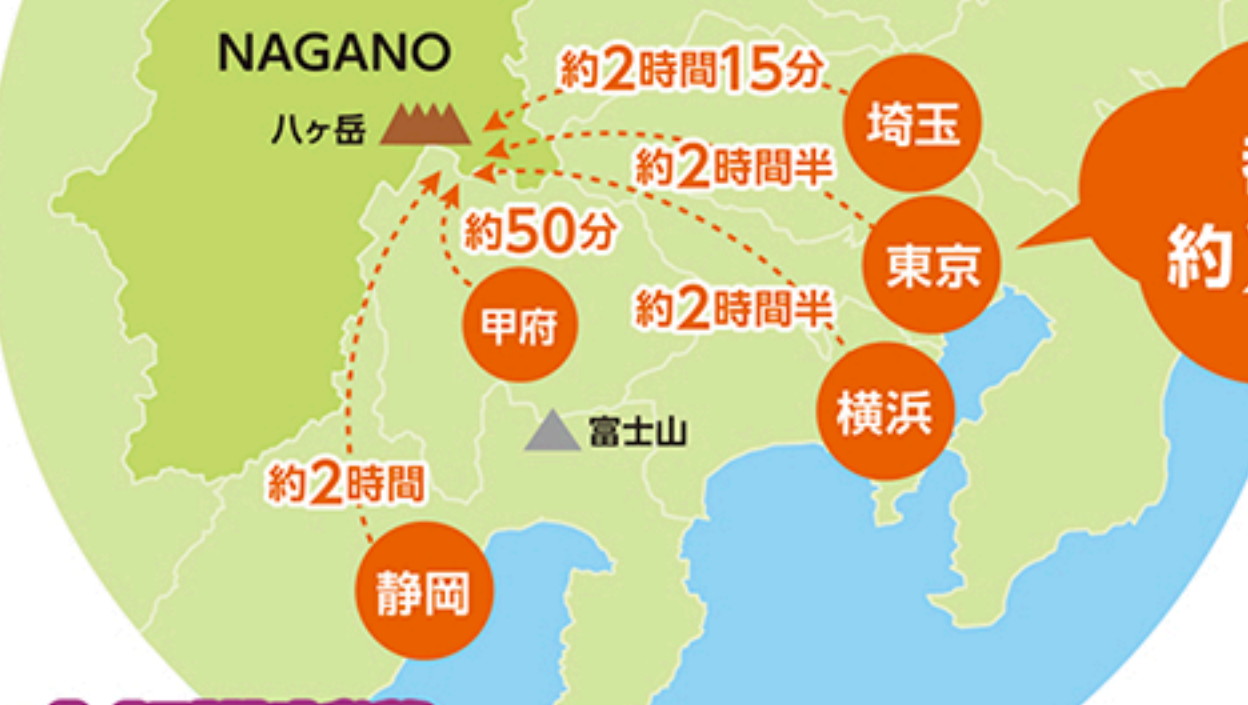 NAGANO
八ヶ岳
約2時間15分
埼玉
約2時間半
東京
約
約50分
甲府
約2時間半
横浜
富士山
約2時間
静岡